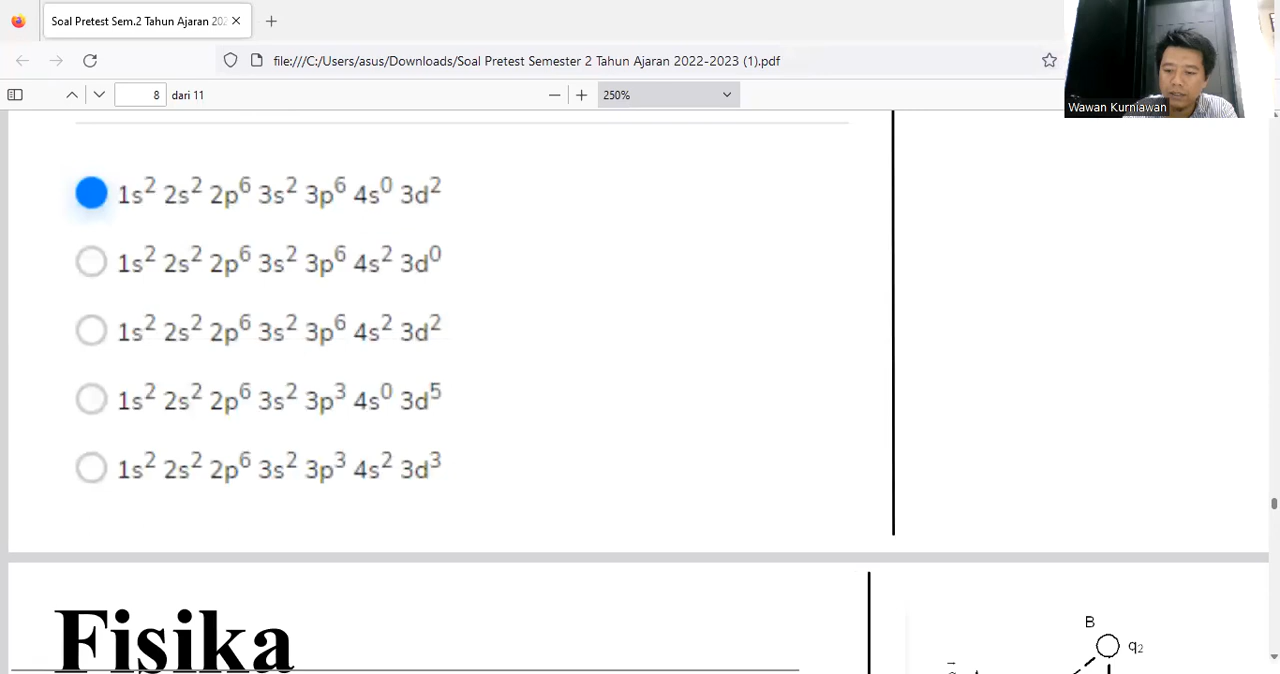 Soal Pretest Sem.2 Tahun Ajaran 202
file:///C:/Users/asus/Downloads/Soal Pretest Semester 2 Tahun Ajaran 2022-2023 (1).pdf
8 dari 11
250%
Wawan Kurniawan
1s² 2s² 2p⁶ 3s² 3p⁶ 4s⁰ 3d²
1s² 2s² 2p⁶ 3s² 3p⁶ 4s² 3d⁰
1s² 2s² 2p⁶ 3s² 3p⁶ 4s² 3d²
1s² 2s² 2p⁶ 3s² 3p³ 4s⁰ 3d⁵
1s² 2s² 2p⁶ 3s² 3p³ 4s² 3d³
Fisika
B
q₂